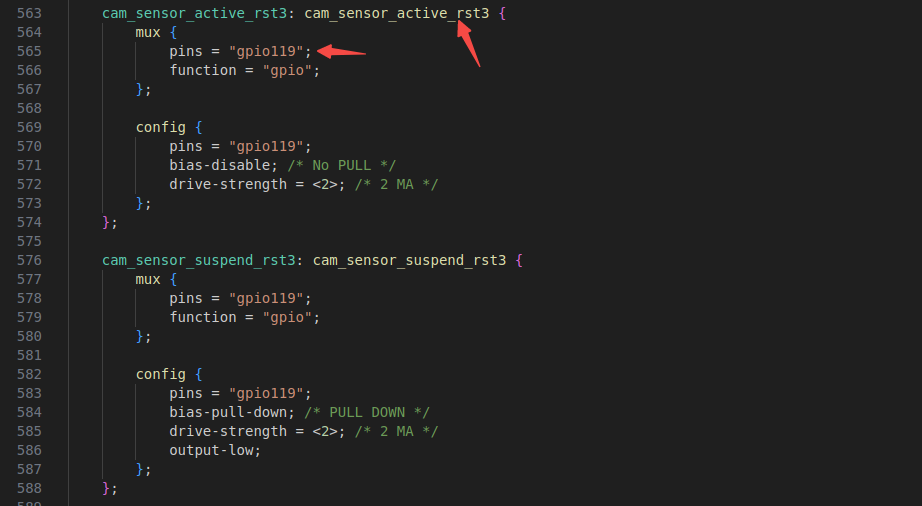 563 cam_sensor_active_rst3: cam_sensor_active_rst3 {
564 mux {
565 pins = "gpio119";
566 function = "gpio";
567 };
568
569 config {
570 pins = "gpio119";
571 bias-disable; /* No PULL */
572 drive-strength = <2>; /* 2 MA */
573 };
574 };
575
576 cam_sensor_suspend_rst3: cam_sensor_suspend_rst3 {
577 mux {
578 pins = "gpio119";
579 function = "gpio";
580 };
581
582 config {
583 pins = "gpio119";
584 bias-pull-down; /* PULL DOWN */
585 drive-strength = <2>; /* 2 MA */
586 output-low;
587 };
588 };